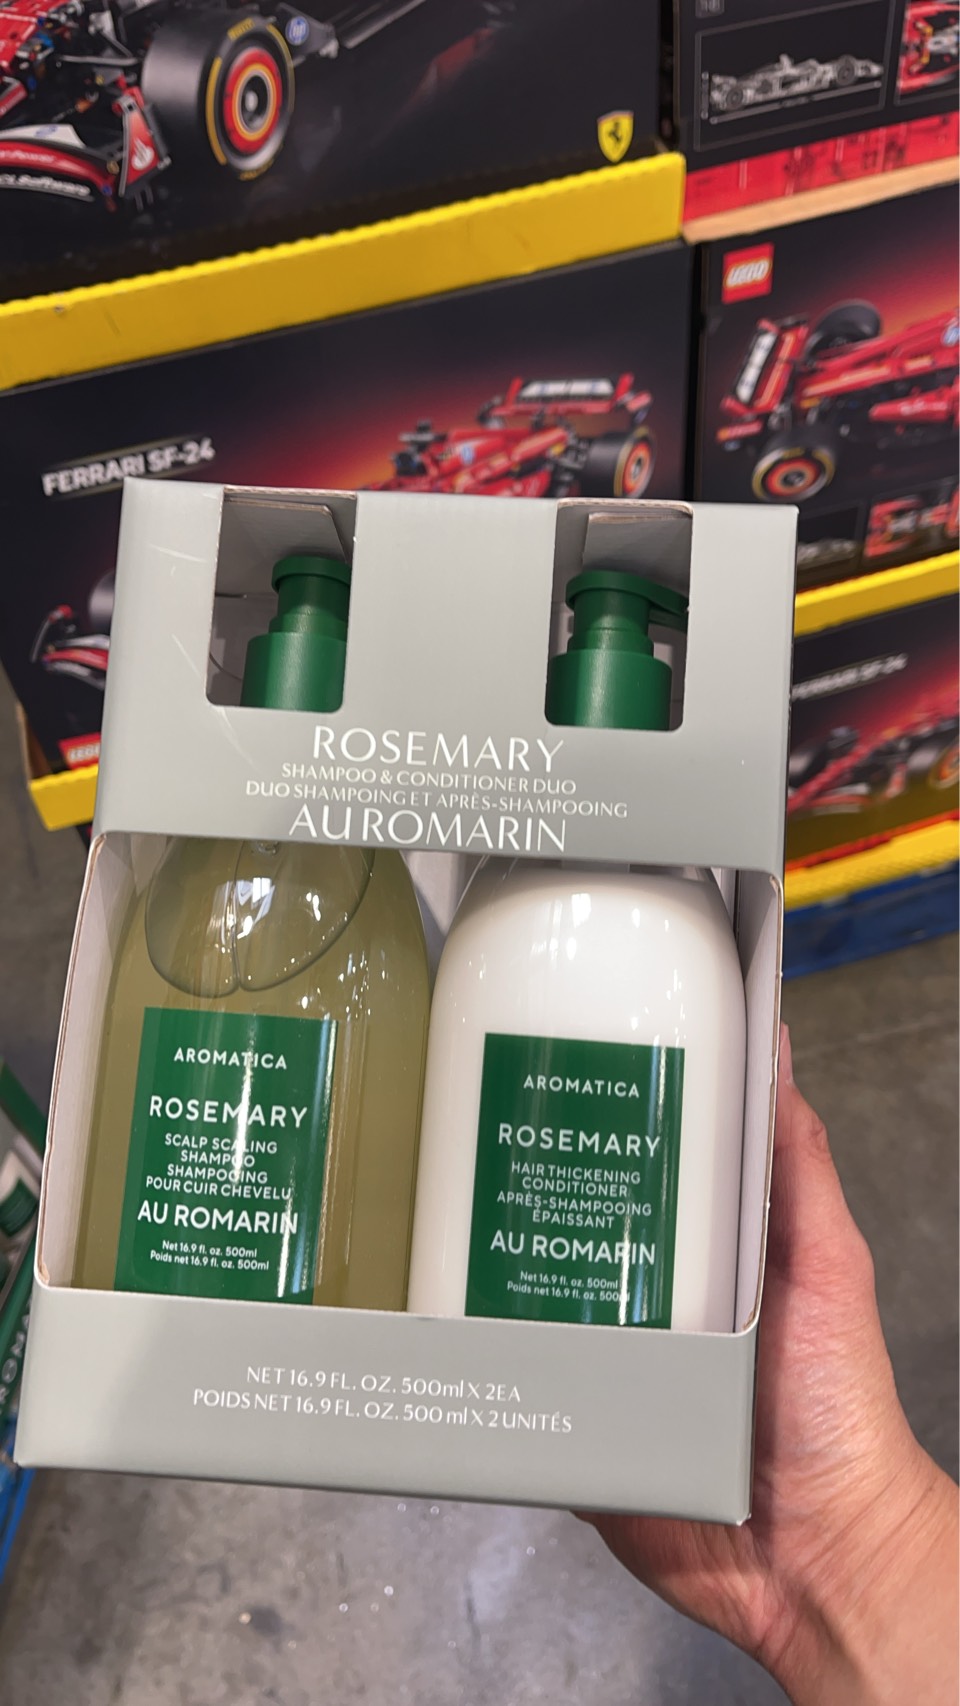 FERRARI SF-24
LEGO
FERRARI SF-24
LEGO
ROSEMARY
SHAMPOO & CONDITIONER DUO
DUO SHAMPOING ET APRÈS-SHAMPOOING
AU ROMARIN
AROMATICA
ROSEMARY
SCALP SCALING
SHAMPOO
SHAMPOOING
POUR CUIR CHEVELU
AU ROMARIN
Net 16.9 fl. oz. 500ml
Poids net 16.9 fl. oz. 500ml
AROMATICA
ROSEMARY
HAIR THICKENING
CONDITIONER
APRÈS-SHAMPOOING
ÉPAISSANT
AU ROMARIN
Net 16.9 fl. oz. 500ml
Poids net 16.9 fl. oz. 500ml
NET 16.9 FL. OZ. 500ml X 2EA
POIDS NET 16.9 FL. OZ. 500 ml X 2 UNITÉS